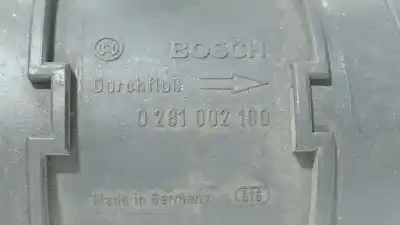 BOSCH
Durchfluß
0 281 002 100
Made in Germany